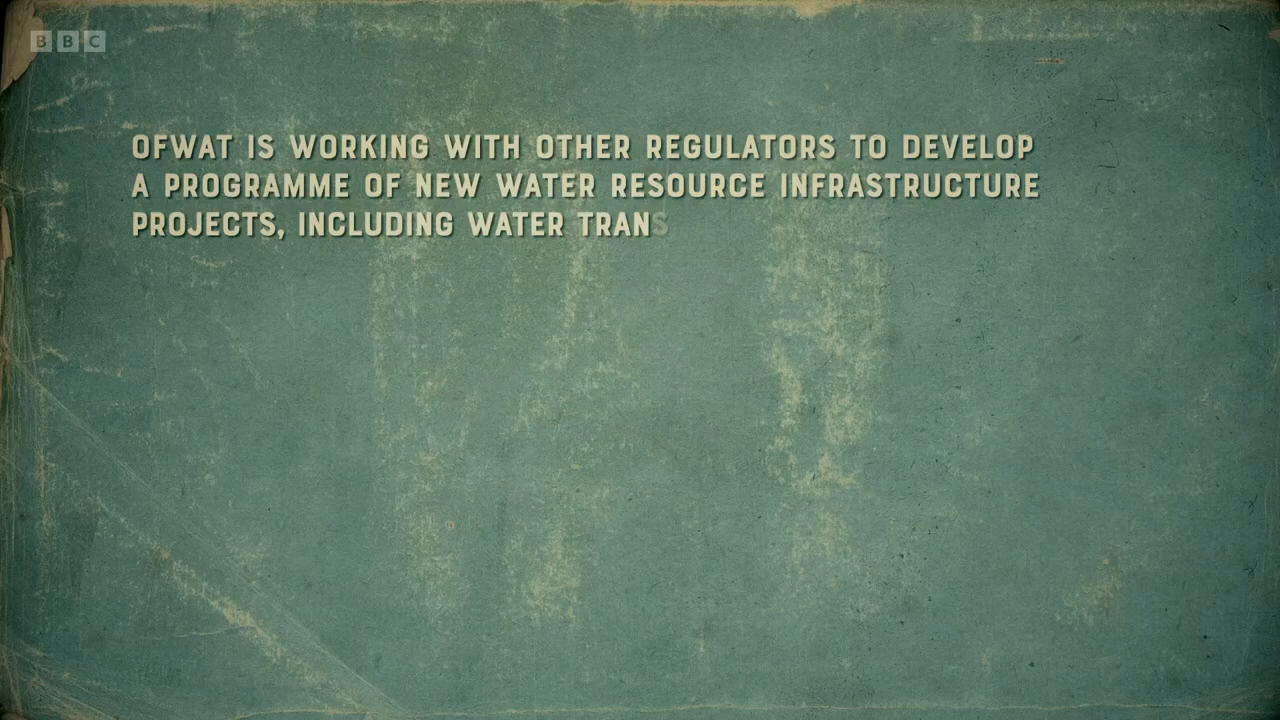 BBC
OFWAT IS WORKING WITH OTHER REGULATORS TO DEVELOP
A PROGRAMME OF NEW WATER RESOURCE INFRASTRUCTURE
PROJECTS, INCLUDING WATER TRANS